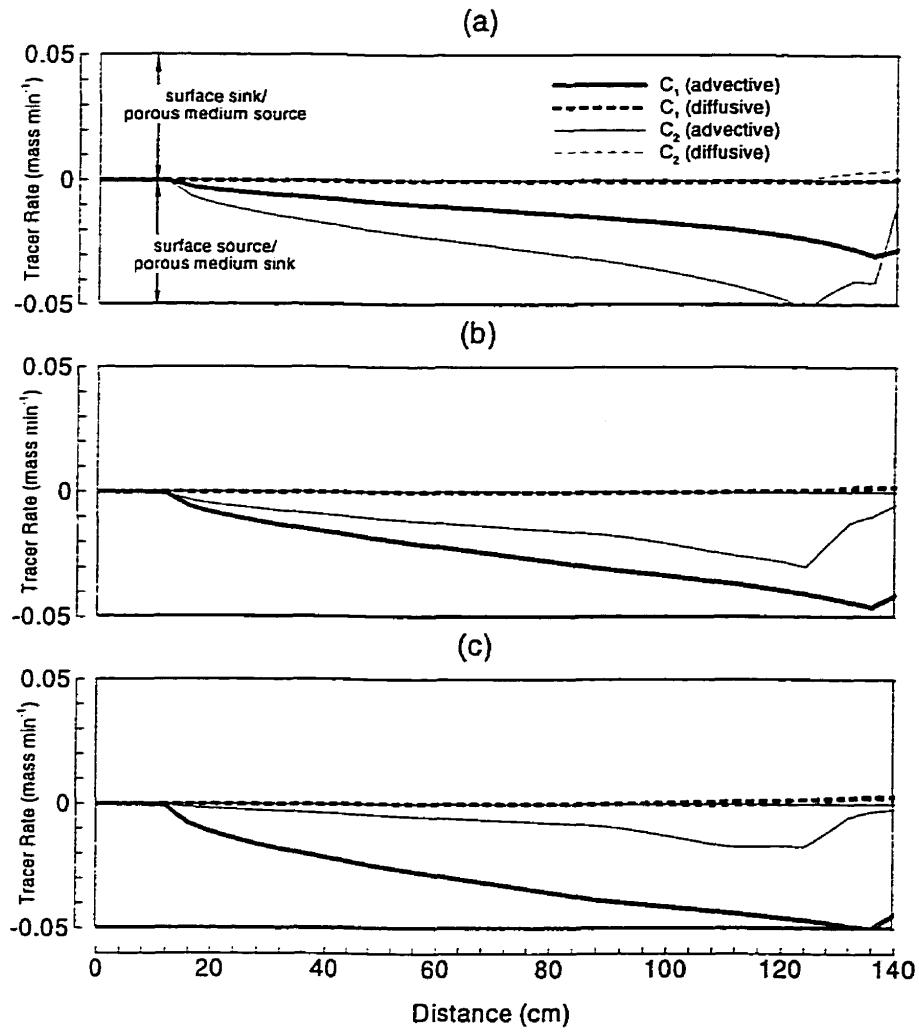 (a)
Tracer Rate (mass min⁻¹)
0.05
0
-0.05
surface sink/
porous medium source
surface source/
porous medium sink
C₁ (advective)
C₁ (diffusive)
C₂ (advective)
C₂ (diffusive)
(b)
Tracer Rate (mass min⁻¹)
0.05
0
-0.05
(c)
Tracer Rate (mass min⁻¹)
0.05
0
-0.05
0 20 40 60 80 100 120 140
Distance (cm)